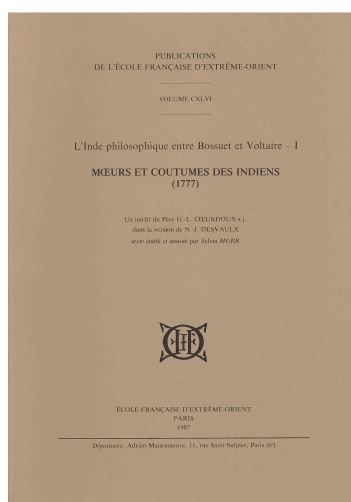 PUBLICATIONS
DE L'ÉCOLE FRANÇAISE D'EXTRÊME-ORIENT
VOLUME CXLVI
L'Inde philosophique entre Bossuet et Voltaire – I
MŒURS ET COUTUMES DES INDIENS
(1777)
Un inédit du Père G.-L. CŒURDOUX s.j.
dans la version de N.-J. DESVAULX
texte établi et annoté par Sylvia MURR
ÉCOLE FRANÇAISE D'EXTRÊME-ORIENT
PARIS
1987
Dépositaire: Adrien-Maisonneuve, 11, rue Saint-Sulpice, Paris (6e)